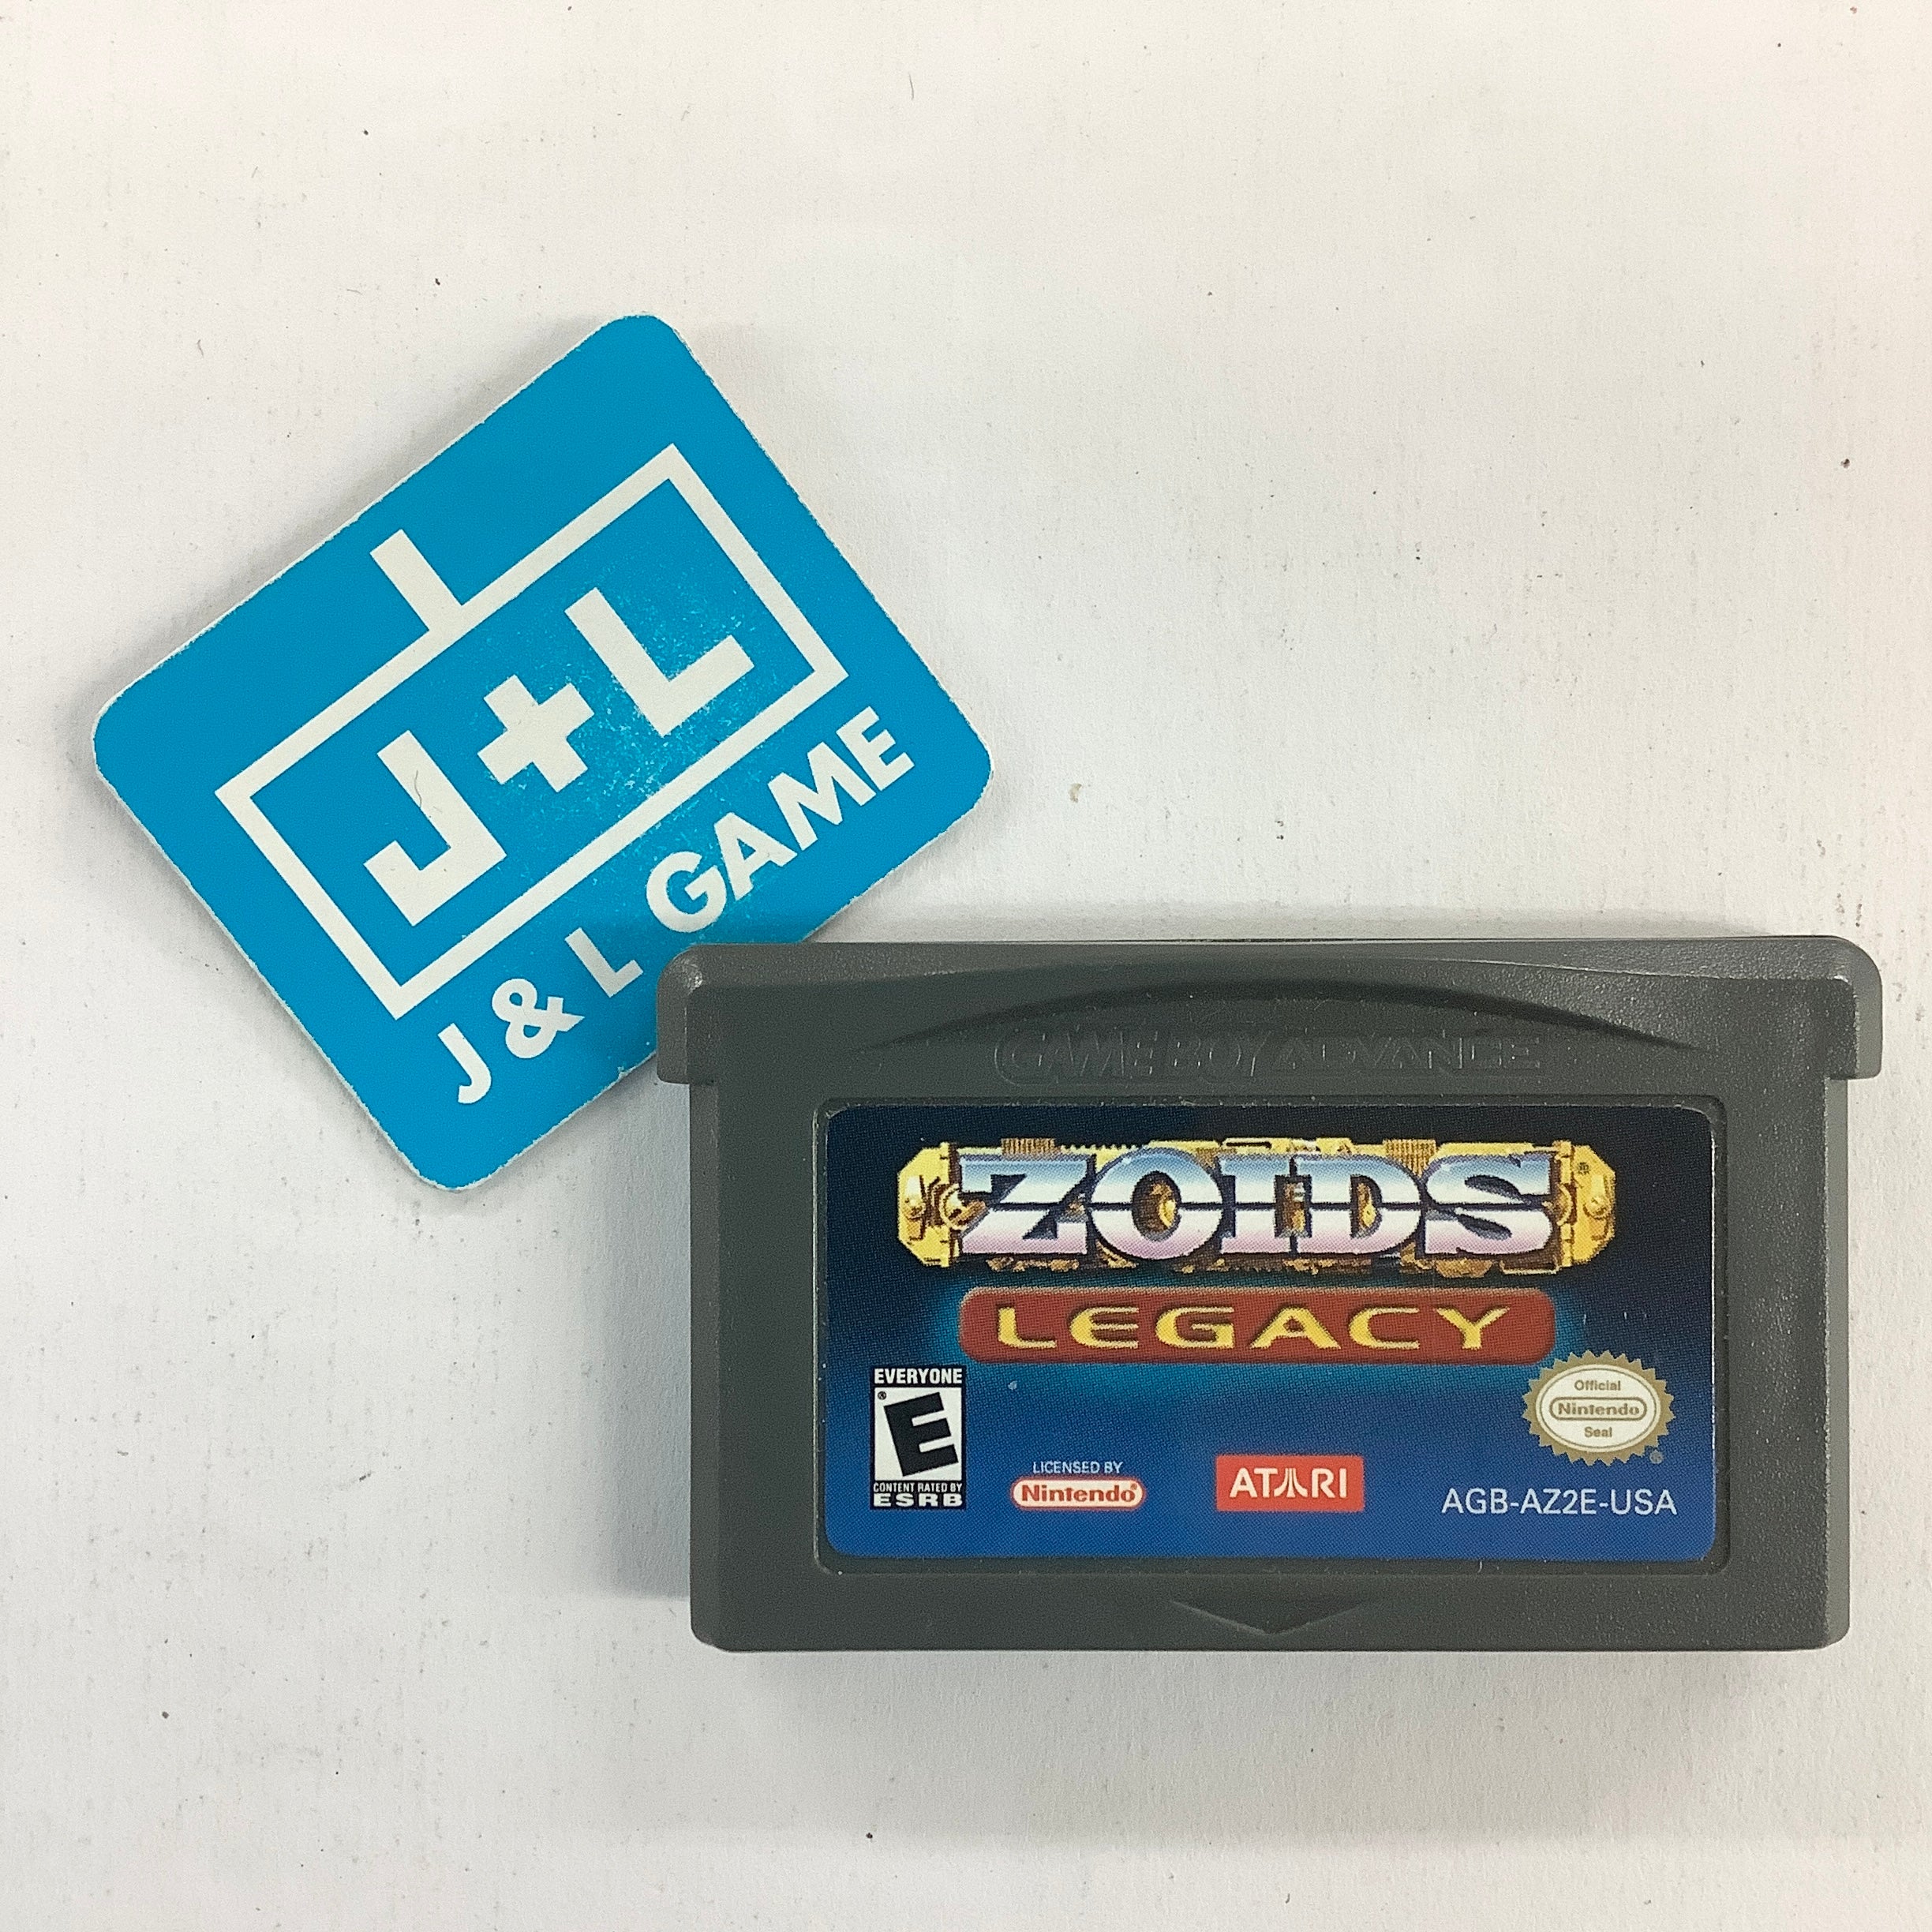 J+L
J & L GAME
GAME BOY ADVANCE
ZOIDS®
LEGACY
EVERYONE
E®
CONTENT RATED BY
ESRB
LICENSED BY
Nintendo®
ATARI
Official
Nintendo
Seal
®
AGB-AZ2E-USA